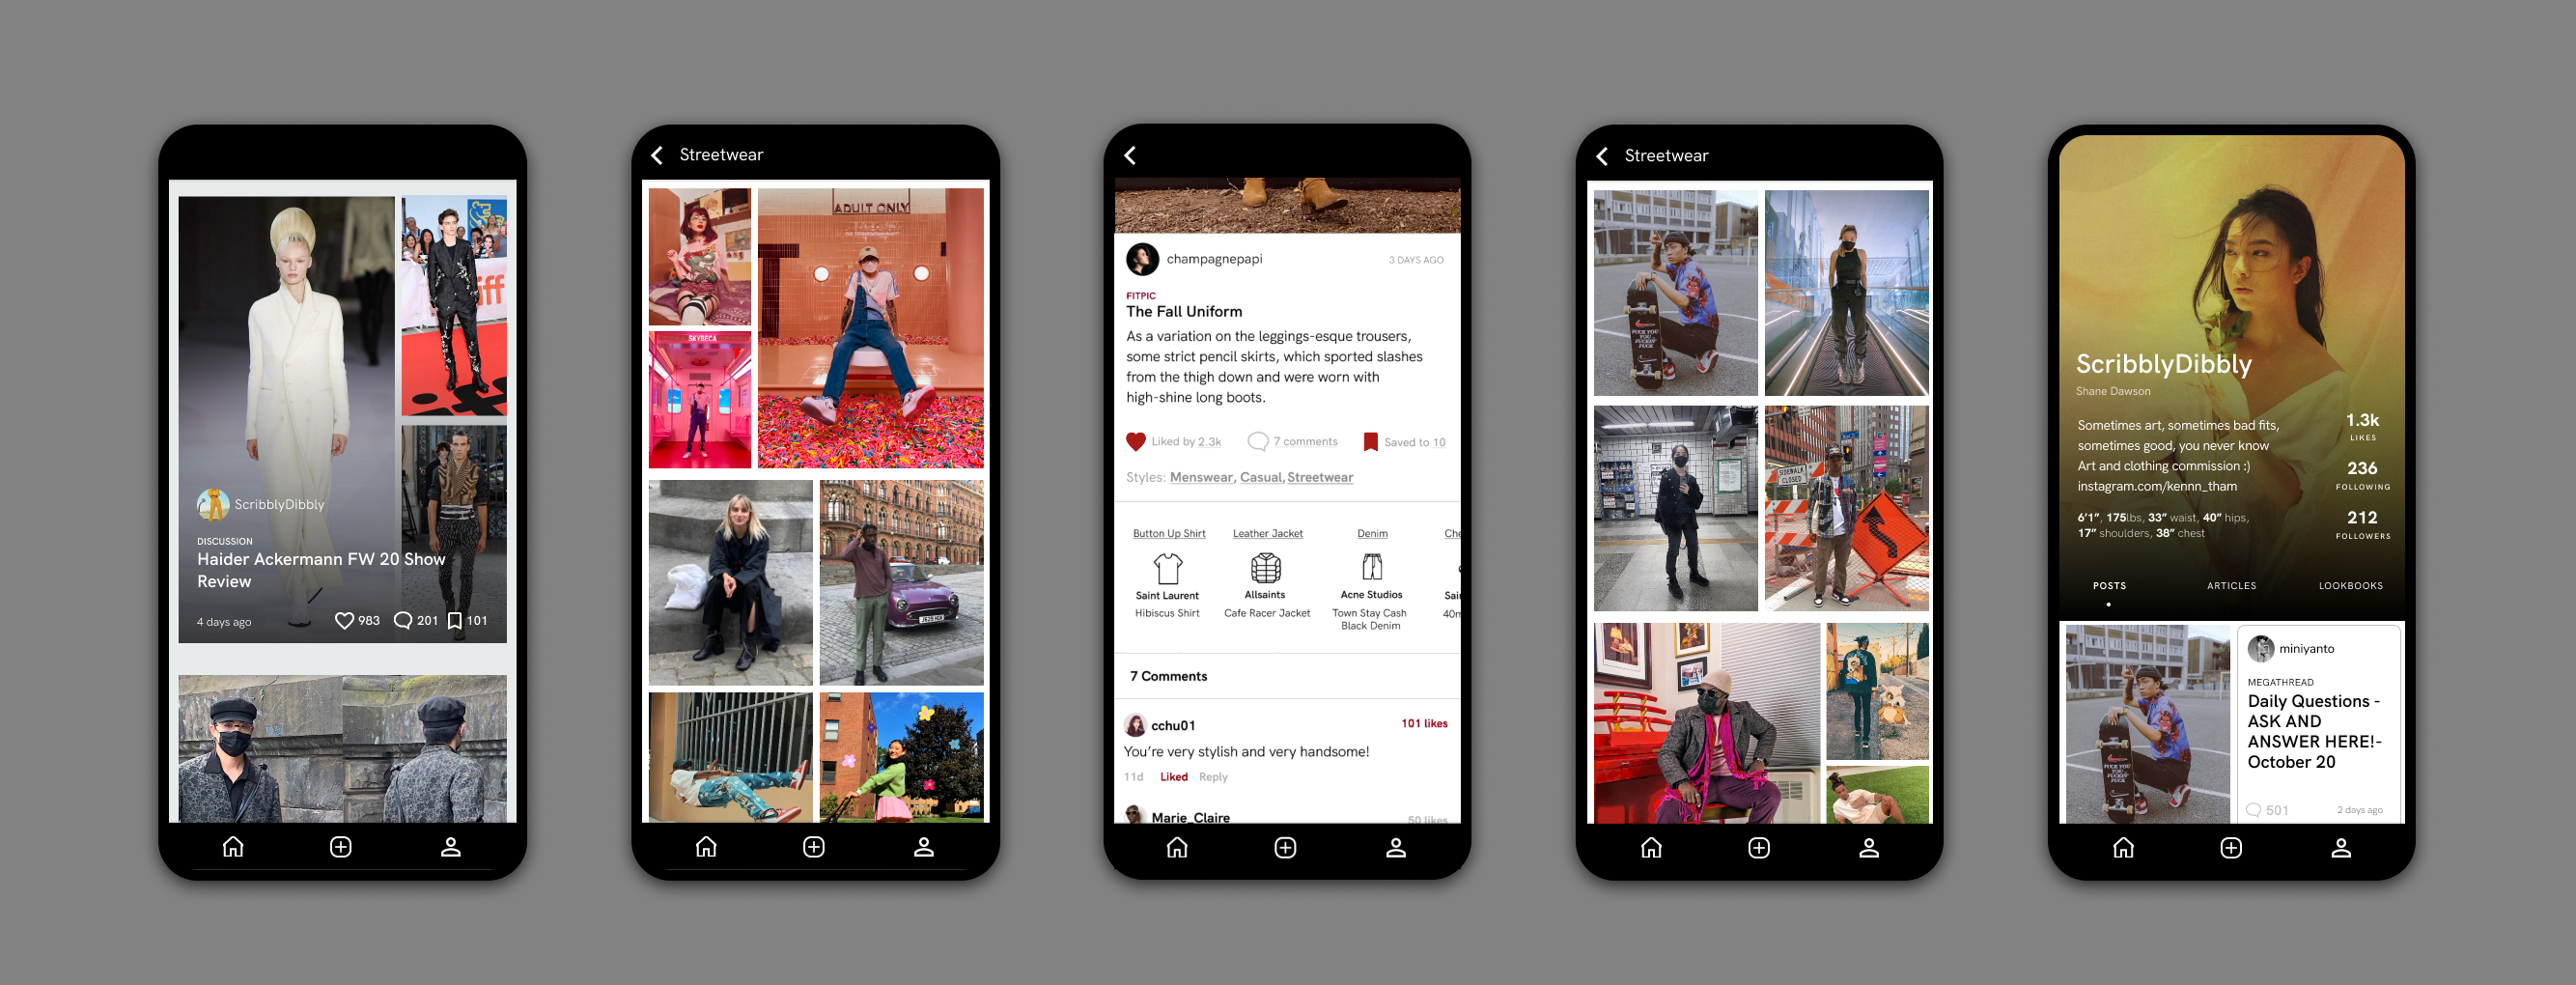 iff
ScribblyDibbly
DISCUSSION
Haider Ackermann FW 20 Show
Review
4 days ago
983
201
101
Streetwear
ADULT ONLY
SKYBECA
champagnepapi
3 DAYS AGO
FITPIC
The Fall Uniform
As a variation on the leggings-esque trousers,
some strict pencil skirts, which sported slashes
from the thigh down and were worn with
high-shine long boots.
Liked by 2.3k
7 comments
Saved to 10
Styles: Menswear, Casual, Streetwear
Button Up Shirt
Leather Jacket
Denim
Che
Saint Laurent
Allsaints
Acne Studios
Sai
Hibiscus Shirt
Cafe Racer Jacket
Town Stay Cash
Black Denim
40m
7 Comments
cchu01
101 likes
You're very stylish and very handsome!
11d Liked Reply
Marie_Claire
50 likes
Streetwear
SIDEWALK
CLOSED
ScribblyDibbly
Shane Dawson
Sometimes art, sometimes bad fits,
sometimes good, you never know
Art and clothing commission :)
instagram.com/kennn_tham
6'1", 175lbs, 33" waist, 40" hips,
17" shoulders, 38" chest
1.3k
LIKES
236
FOLLOWING
212
FOLLOWERS
POSTS
ARTICLES
LOOKBOOKS
miniyanto
MEGATHREAD
Daily Questions -
ASK AND
ANSWER HERE!-
October 20
501
2 days ago